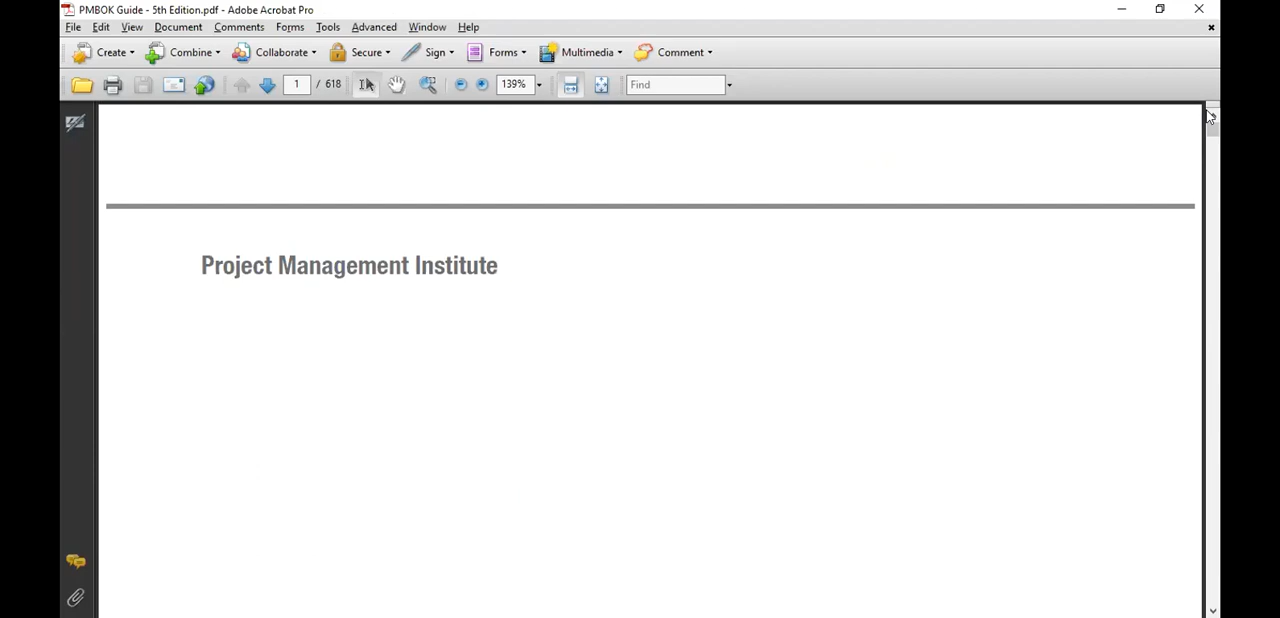 PMBOK Guide - 5th Edition.pdf - Adobe Acrobat Pro
File Edit View Document Comments Forms Tools Advanced Window Help
Create Combine Collaborate Secure Sign Forms Multimedia Comment
1 / 618 139% Find
Project Management Institute